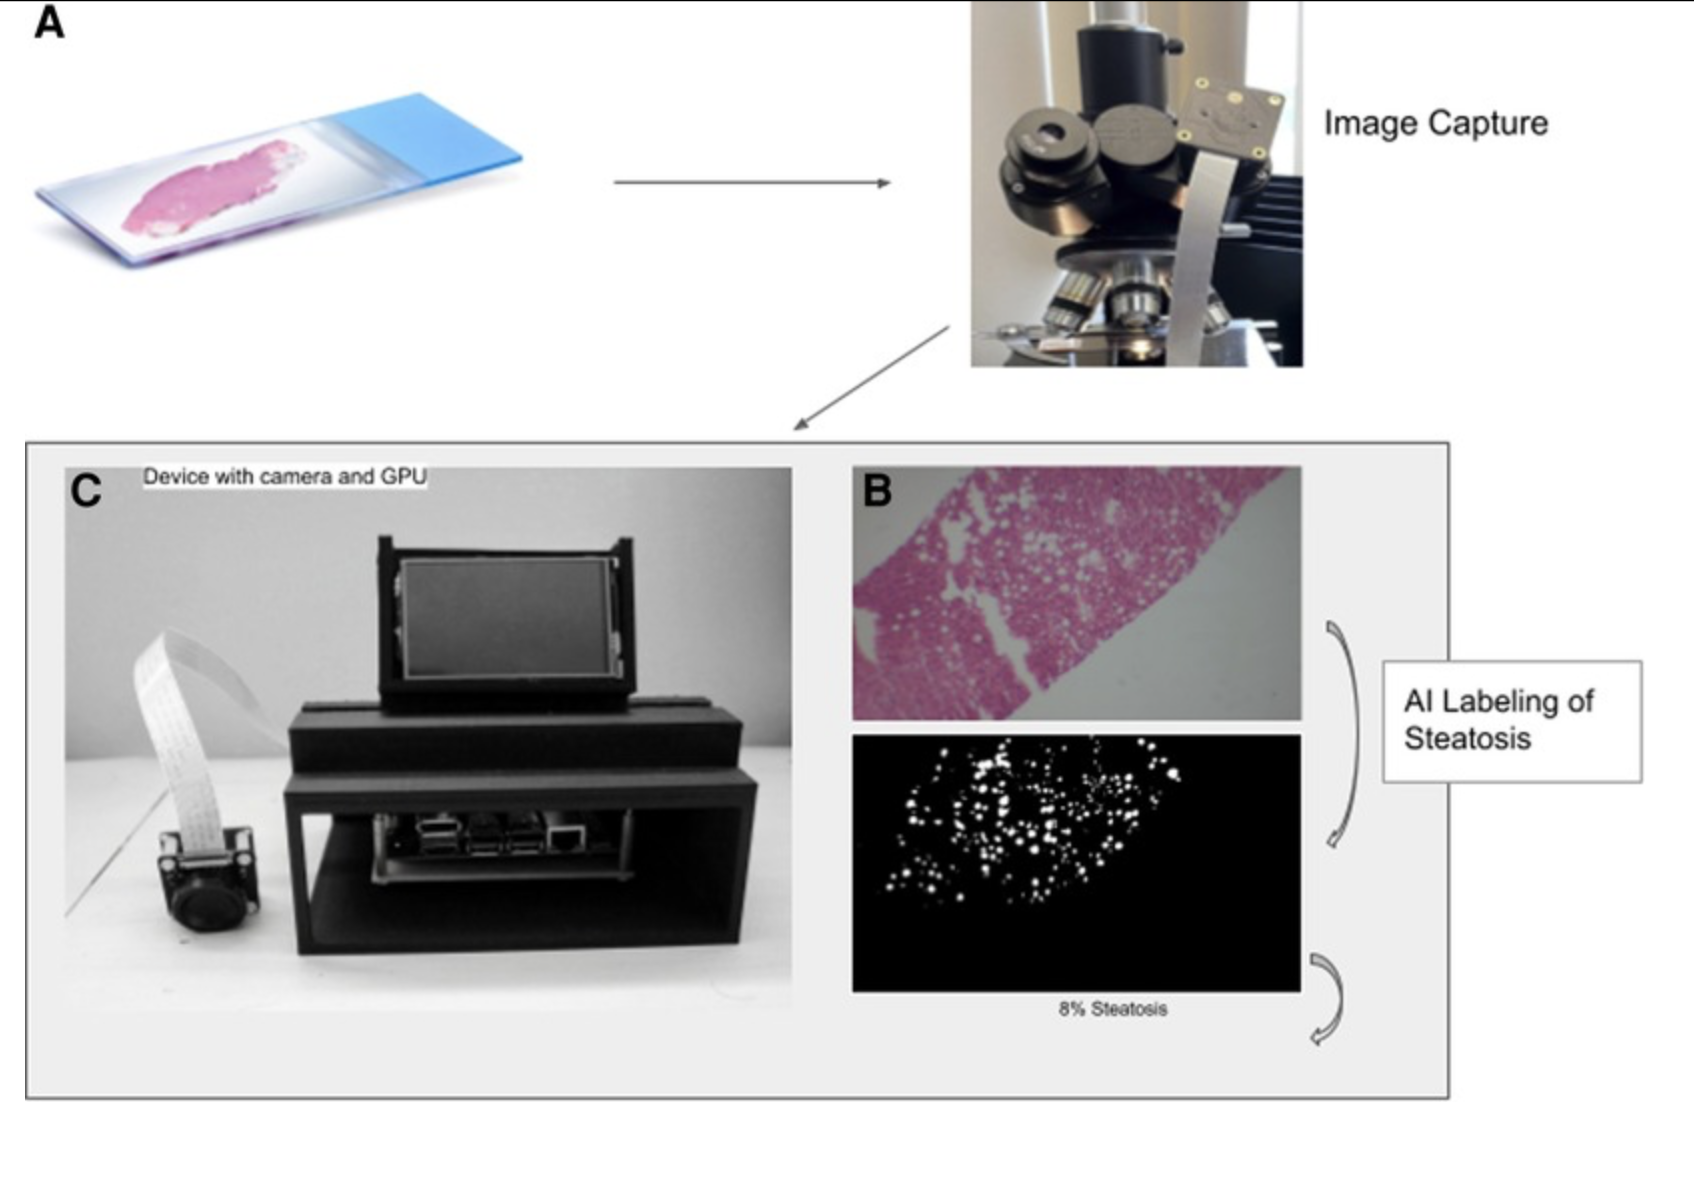 A
Image Capture
C
Device with camera and GPU
B
AI Labeling of
Steatosis
8% Steatosis